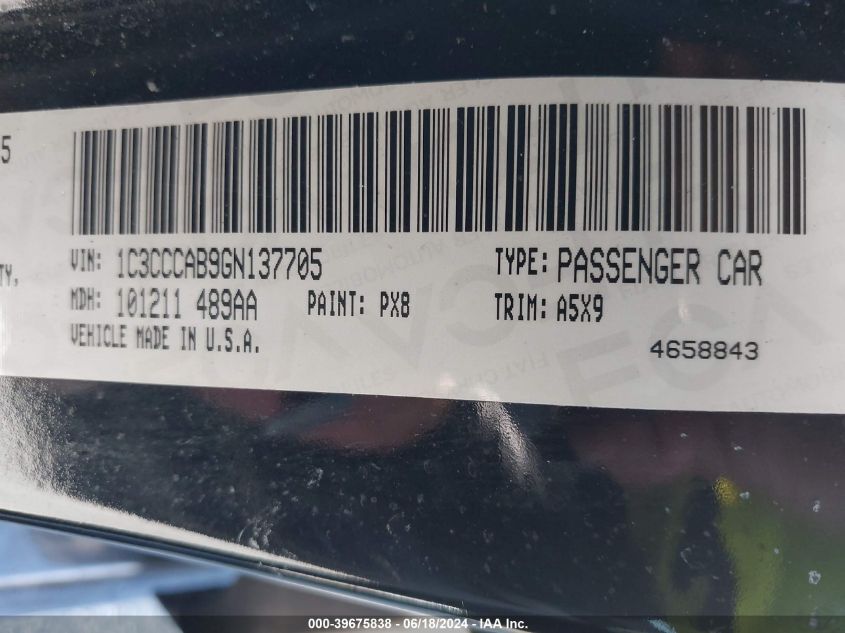 5
VIN: 1C3CCCAB9GN137705 TYPE: PASSENGER CAR
TY,
MDH: 101211 489AA PAINT: PX8 TRIM: A5X9
VEHICLE MADE IN U.S.A.
4658843
000-39675838 - 06/18/2024 - IAA Inc.